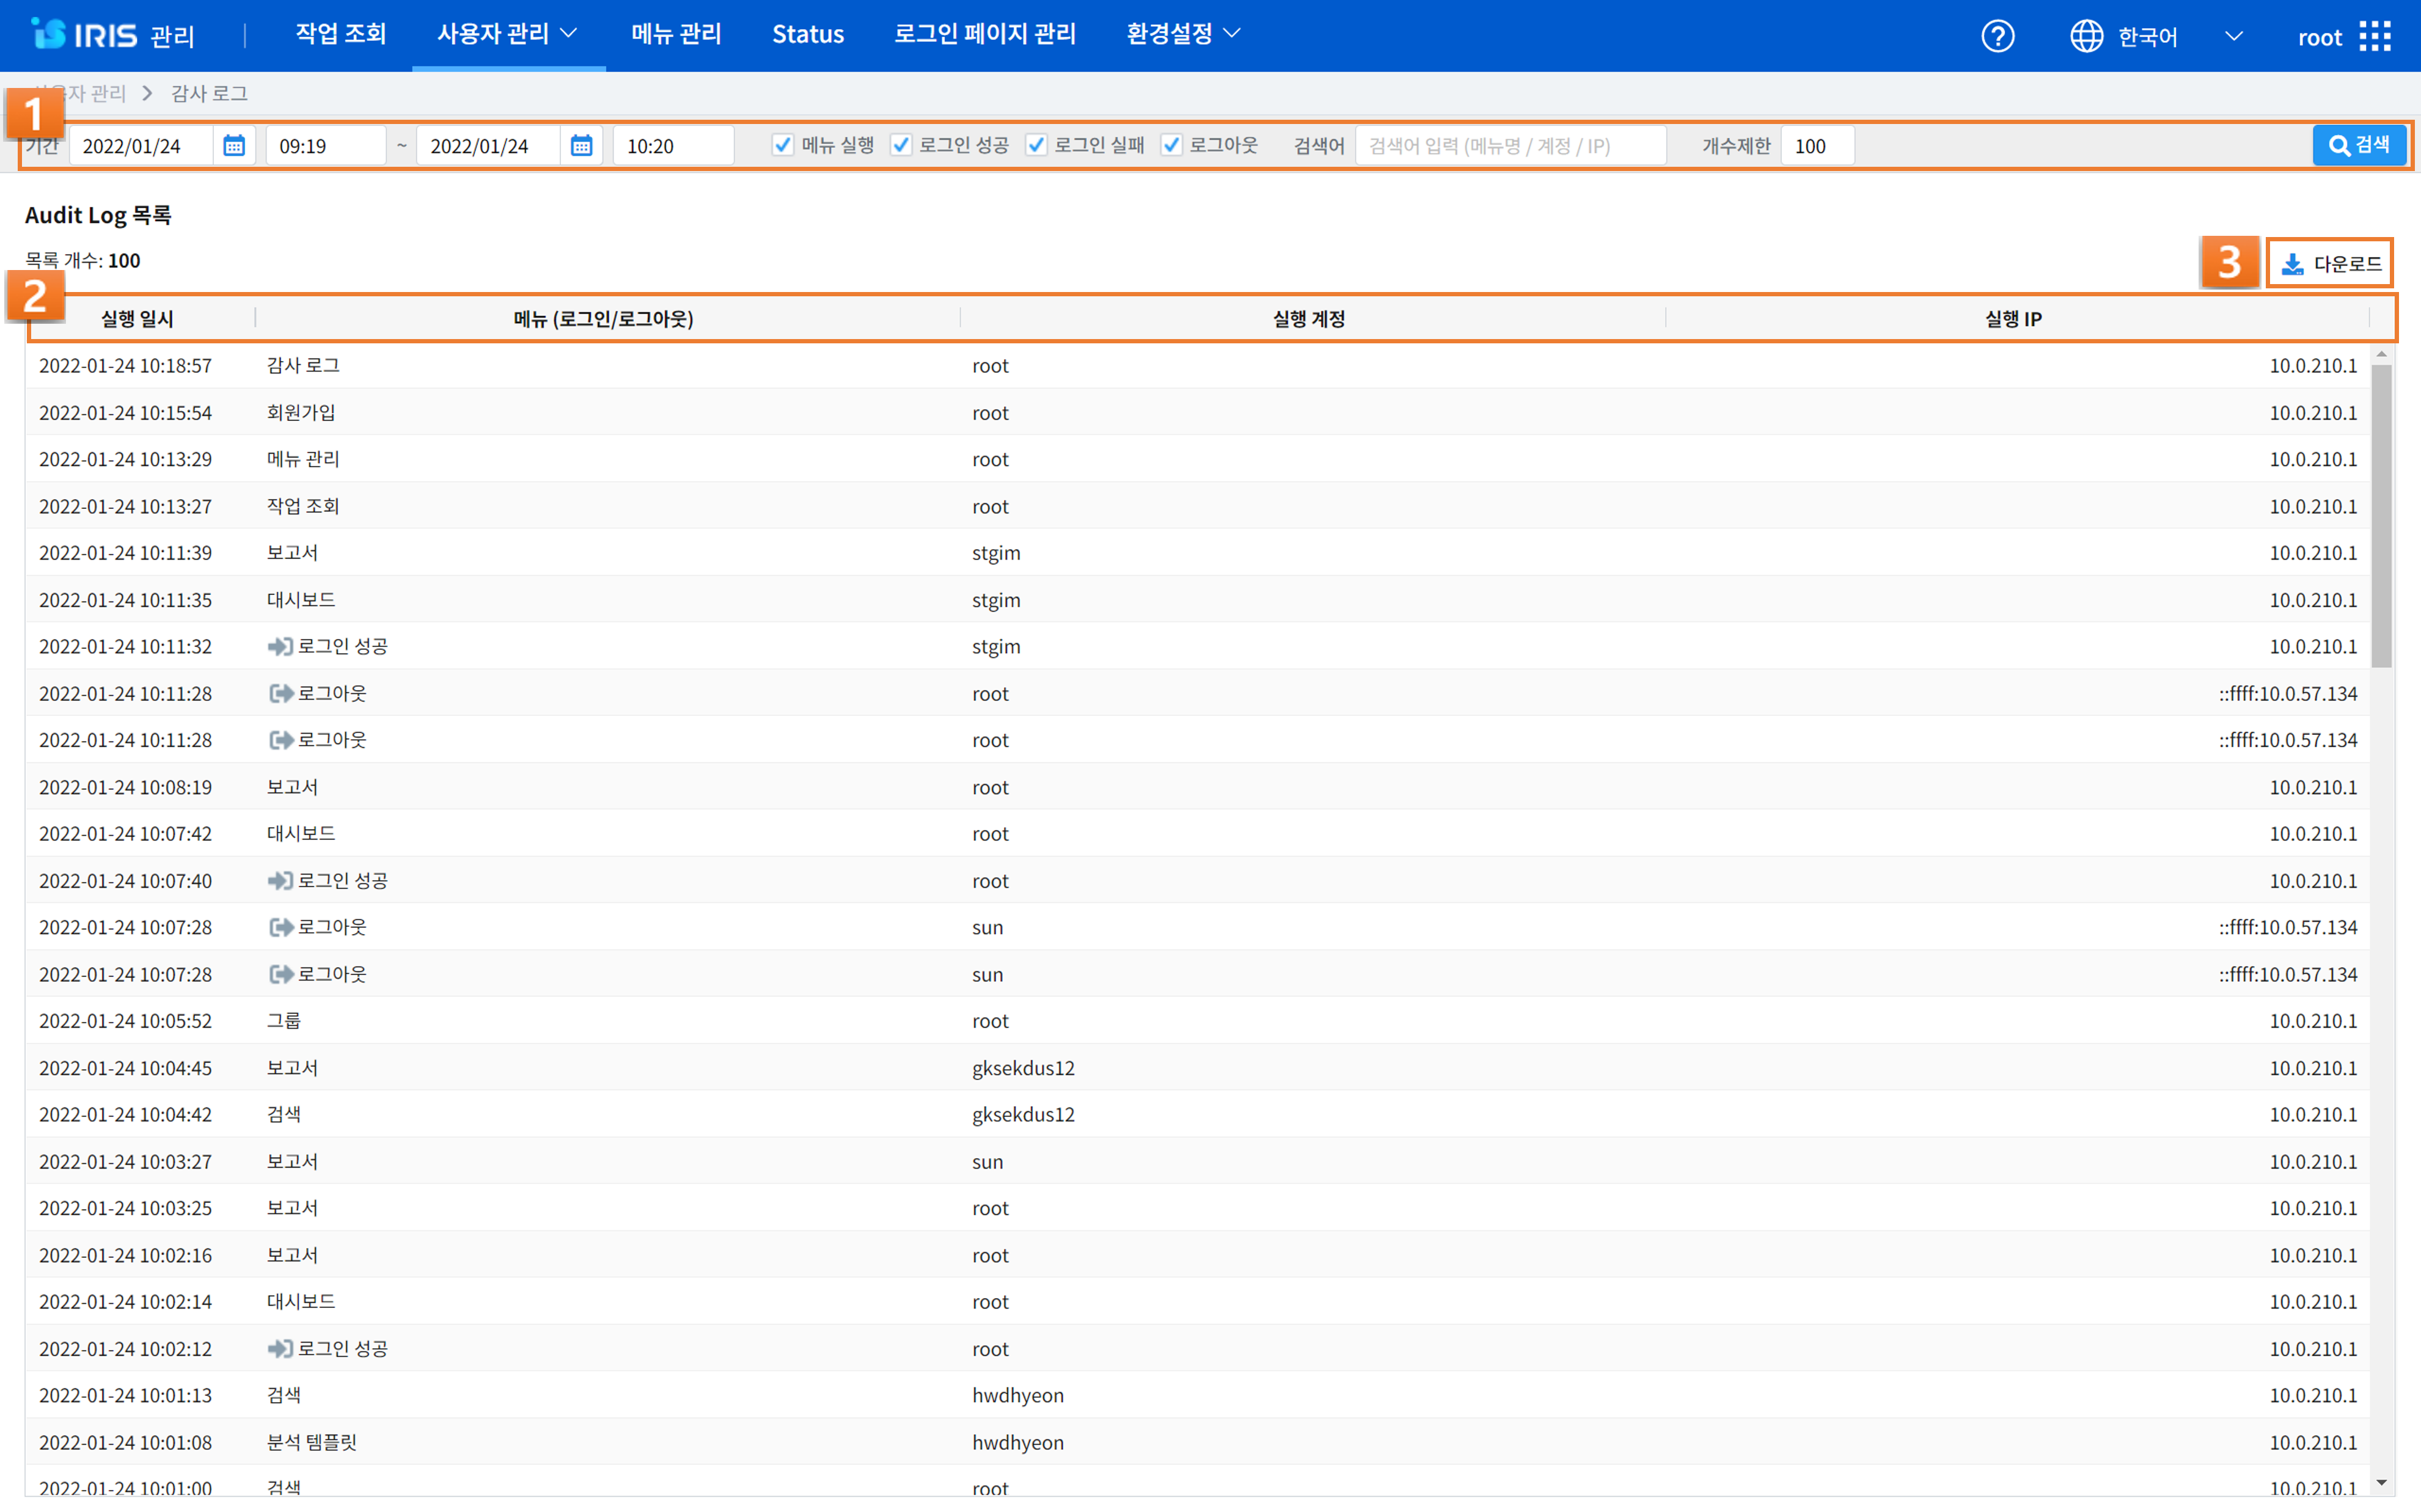 IRIS 관리 | 작업 조회 사용자 관리 메뉴 관리 Status 로그인 페이지 관리 환경설정 ? 한국어 root
자 관리 > 감사 로그
1
기간 2022/01/24 09:19 ~ 2022/01/24 10:20 메뉴 실행 로그인 성공 로그인 실패 로그아웃 검색어 검색어 입력 (메뉴명 / 계정 / IP) 개수제한 100 검색
Audit Log 목록
목록 개수: 100
3 다운로드
2
실행 일시 메뉴 (로그인/로그아웃) 실행 계정 실행 IP
2022-01-24 10:18:57 감사 로그 root 10.0.210.1
2022-01-24 10:15:54 회원가입 root 10.0.210.1
2022-01-24 10:13:29 메뉴 관리 root 10.0.210.1
2022-01-24 10:13:27 작업 조회 root 10.0.210.1
2022-01-24 10:11:39 보고서 stgim 10.0.210.1
2022-01-24 10:11:35 대시보드 stgim 10.0.210.1
2022-01-24 10:11:32 로그인 성공 stgim 10.0.210.1
2022-01-24 10:11:28 로그아웃 root ::ffff:10.0.57.134
2022-01-24 10:11:28 로그아웃 root ::ffff:10.0.57.134
2022-01-24 10:08:19 보고서 root 10.0.210.1
2022-01-24 10:07:42 대시보드 root 10.0.210.1
2022-01-24 10:07:40 로그인 성공 root 10.0.210.1
2022-01-24 10:07:28 로그아웃 sun ::ffff:10.0.57.134
2022-01-24 10:07:28 로그아웃 sun ::ffff:10.0.57.134
2022-01-24 10:05:52 그룹 root 10.0.210.1
2022-01-24 10:04:45 보고서 gksekdus12 10.0.210.1
2022-01-24 10:04:42 검색 gksekdus12 10.0.210.1
2022-01-24 10:03:27 보고서 sun 10.0.210.1
2022-01-24 10:03:25 보고서 root 10.0.210.1
2022-01-24 10:02:16 보고서 root 10.0.210.1
2022-01-24 10:02:14 대시보드 root 10.0.210.1
2022-01-24 10:02:12 로그인 성공 root 10.0.210.1
2022-01-24 10:01:13 검색 hwdhyeon 10.0.210.1
2022-01-24 10:01:08 분석 템플릿 hwdhyeon 10.0.210.1
2022-01-24 10:01:00 검색 root 10.0.210.1